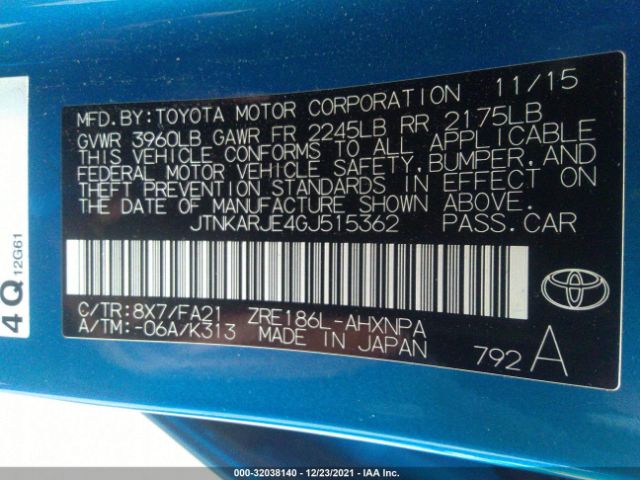 MFD. BY: TOYOTA MOTOR CORPORATION 11/15
GVWR 3960LB GAWR FR 2245LB RR 2175LB
THIS VEHICLE CONFORMS TO ALL APPLICABLE
FEDERAL MOTOR VEHICLE SAFETY, BUMPER, AND
THEFT PREVENTION STANDARDS IN EFFECT ON
THE DATE OF MANUFACTURE SHOWN ABOVE.
JTNKARJE4GJ515362 PASS.CAR
C/TR:8X7/FA21 ZRE186L-AHXNPA
A/TM:-06A/K313 MADE IN JAPAN
792 A
TOYOTA
4Q 12G61
000-32038140 - 12/23/2021 - IAA Inc.